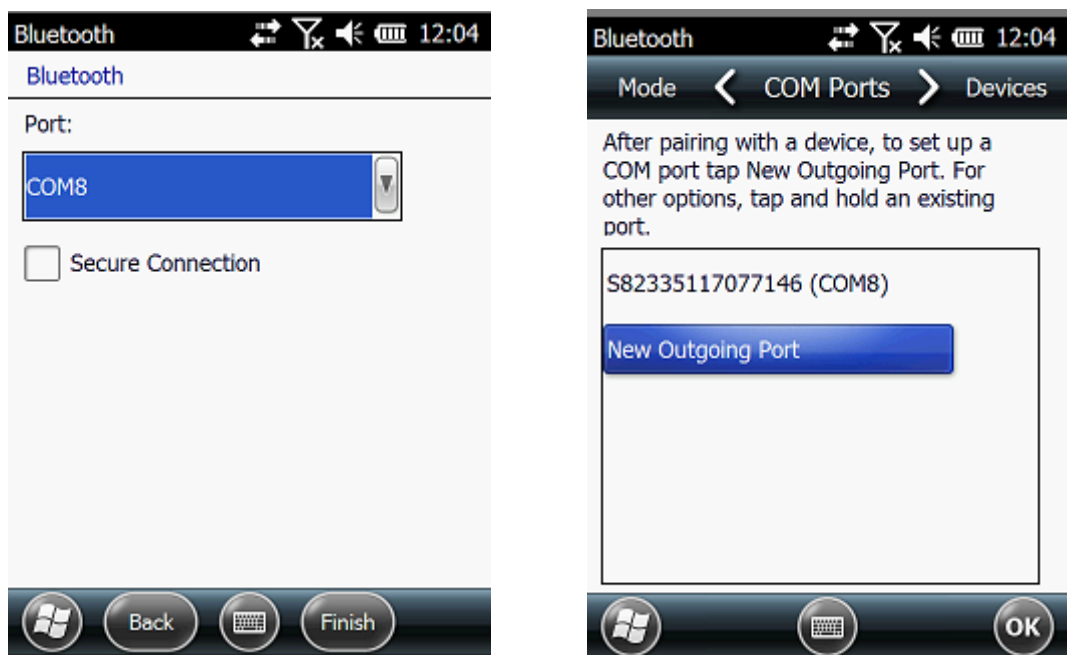 Bluetooth 12:04
Bluetooth
Port:
COM8
Secure Connection
Back Finish
Bluetooth 12:04
Mode COM Ports Devices
After pairing with a device, to set up a
COM port tap New Outgoing Port. For
other options, tap and hold an existing
port.
S82335117077146 (COM8)
New Outgoing Port
OK